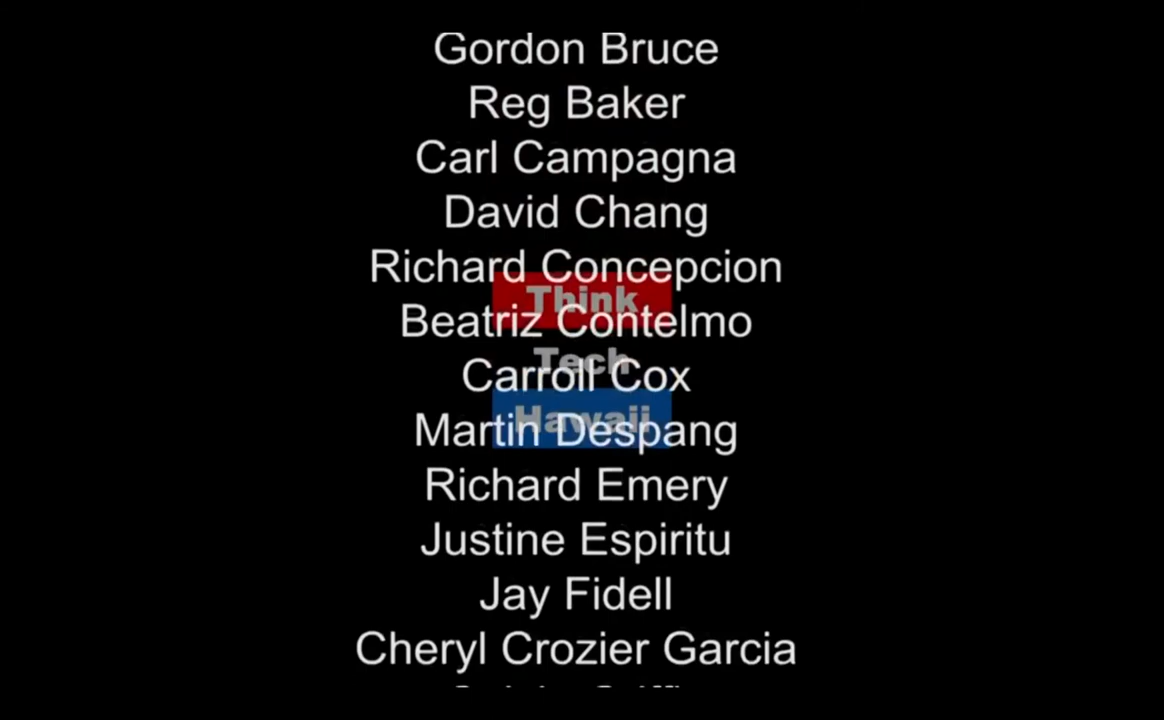 Gordon Bruce
Reg Baker
Carl Campagna
David Chang
Richard Concepcion
Think
Beatriz Contelmo
Tech
Carroll Cox
Hawaii
Martin Despang
Richard Emery
Justine Espiritu
Jay Fidell
Cheryl Crozier Garcia